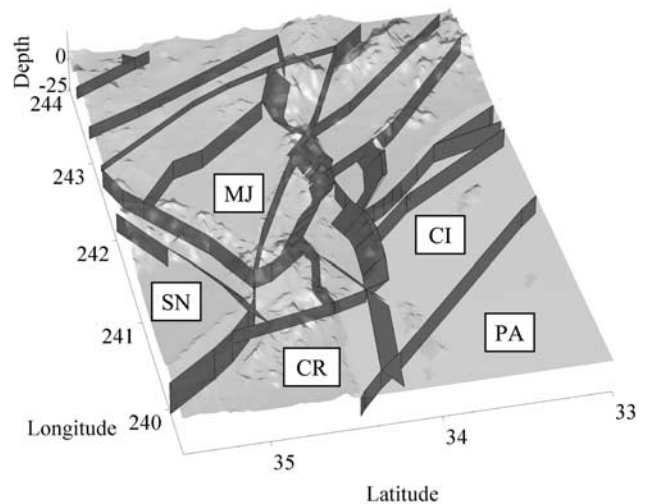 Depth
0
-25
244
243
MJ
242
CI
SN
241
PA
CR
240
33
Longitude
34
35
Latitude